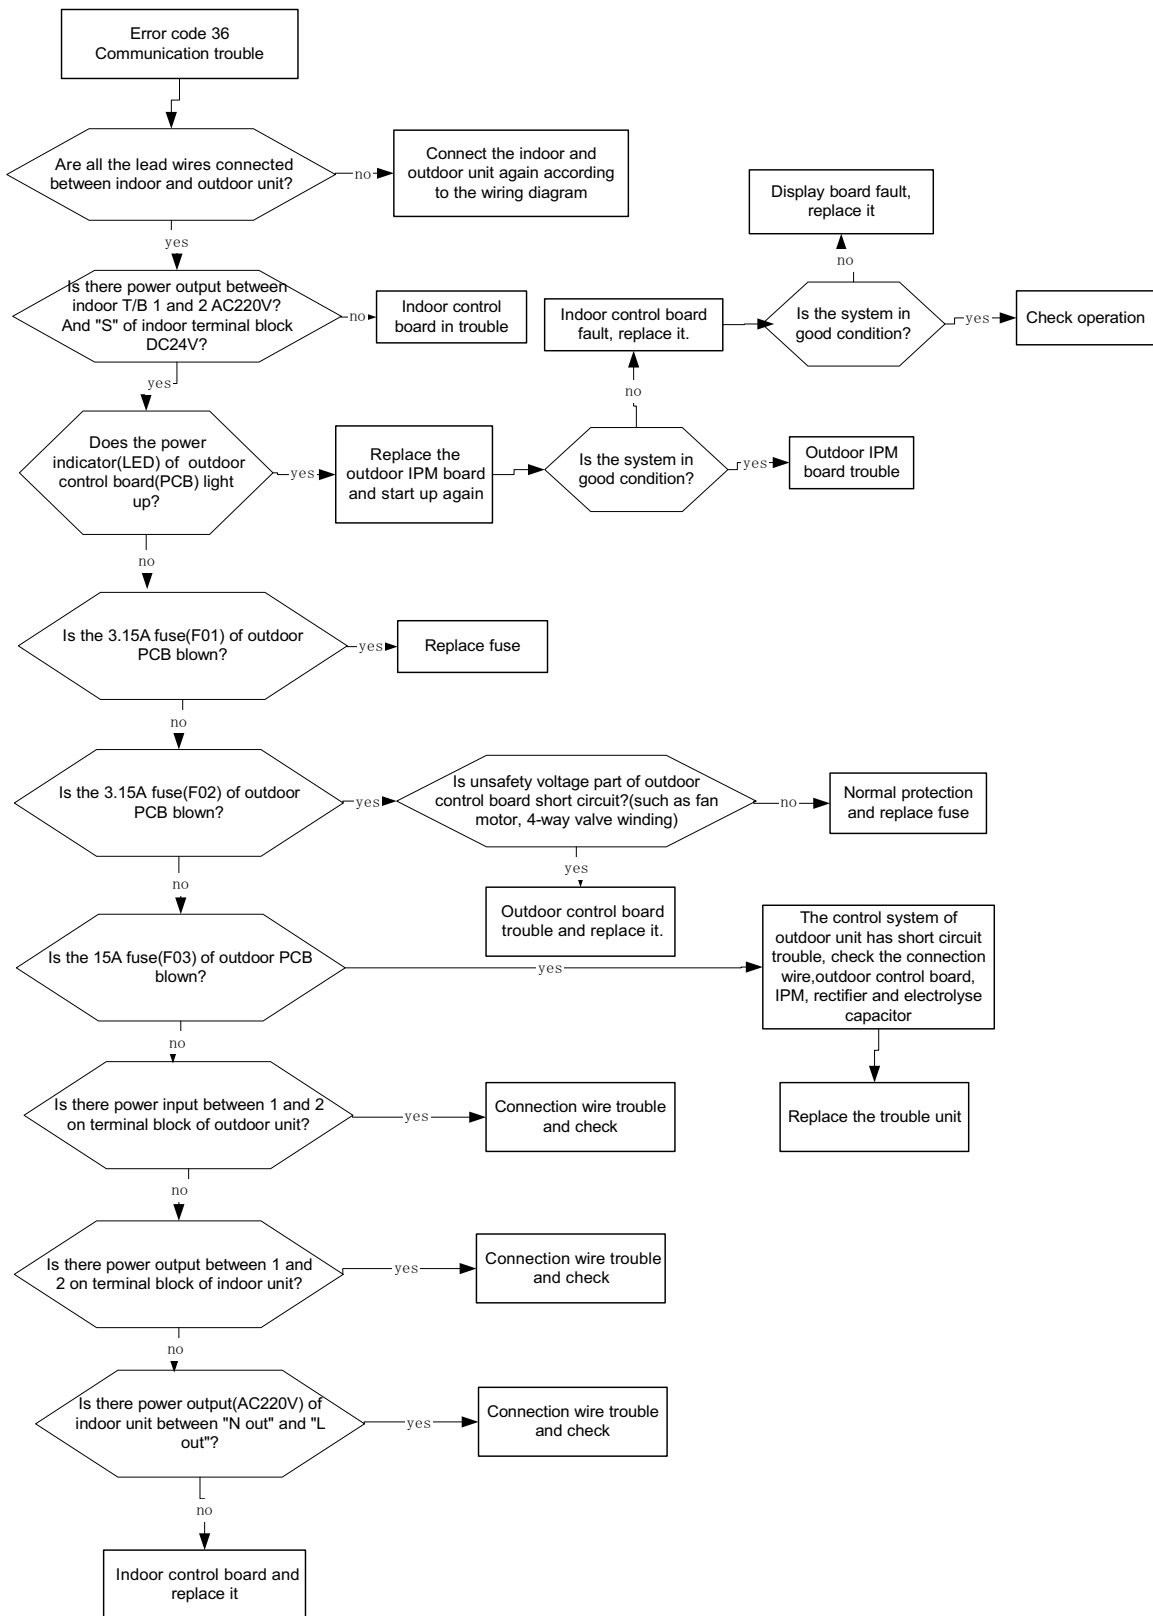 Error code 36
Communication trouble
Are all the lead wires connected
between indoor and outdoor unit?
no
Connect the indoor and
outdoor unit again according
to the wiring diagram
yes
Is there power output between
indoor T/B 1 and 2 AC220V?
And "S" of indoor terminal block
DC24V?
no
Indoor control
board in trouble
yes
Does the power
indicator(LED) of outdoor
control board(PCB) light
up?
yes
Replace the
outdoor IPM board
and start up again
Is the system in
good condition?
yes
Outdoor IPM
board trouble
no
Indoor control board
fault, replace it.
Is the system in
good condition?
yes
Check operation
no
Display board fault,
replace it
no
Is the 3.15A fuse(F01) of outdoor
PCB blown?
yes
Replace fuse
no
Is the 3.15A fuse(F02) of outdoor
PCB blown?
yes
Is unsafety voltage part of outdoor
control board short circuit?(such as fan
motor, 4-way valve winding)
no
Normal protection
and replace fuse
yes
Outdoor control board
trouble and replace it.
no
Is the 15A fuse(F03) of outdoor PCB
blown?
yes
The control system of
outdoor unit has short circuit
trouble, check the connection
wire,outdoor control board,
IPM, rectifier and electrolyse
capacitor
Replace the trouble unit
no
Is there power input between 1 and 2
on terminal block of outdoor unit?
yes
Connection wire trouble
and check
no
Is there power output between 1 and
2 on terminal block of indoor unit?
yes
Connection wire trouble
and check
no
Is there power output(AC220V) of
indoor unit between "N out" and "L
out"?
yes
Connection wire trouble
and check
no
Indoor control board and
replace it